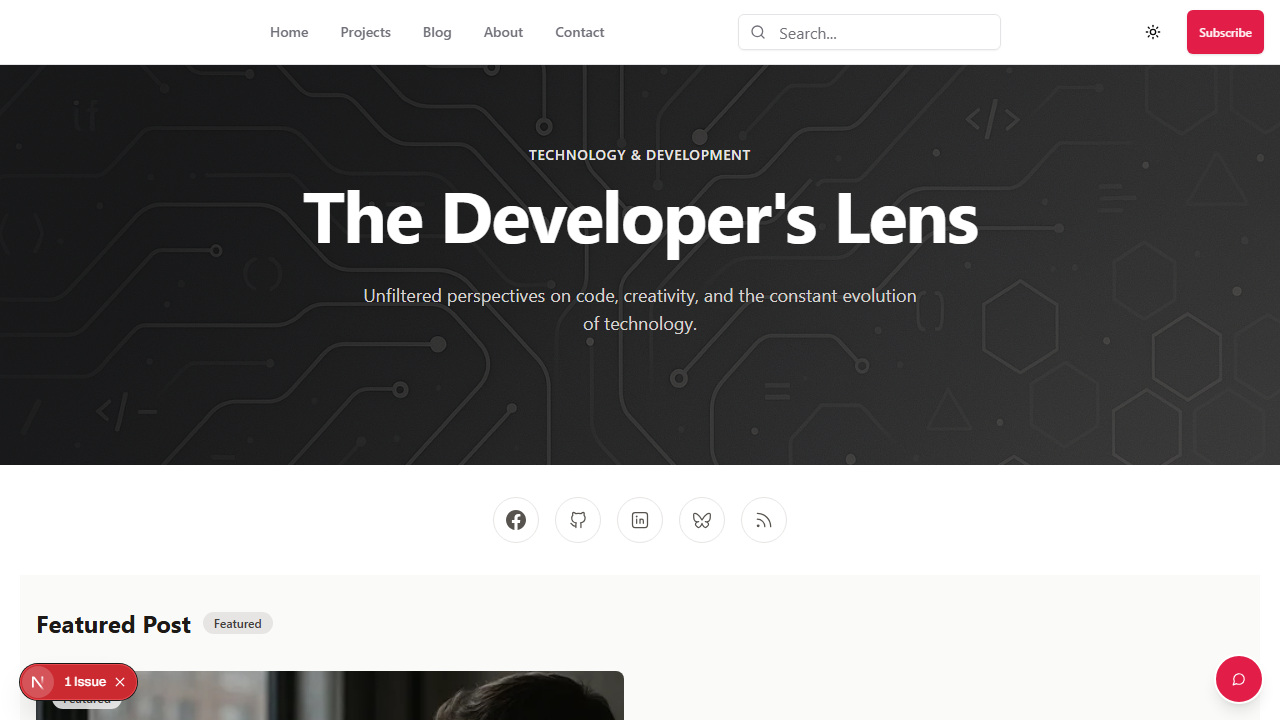 Home Projects Blog About Contact Search... Subscribe
TECHNOLOGY & DEVELOPMENT
The Developer's Lens
Unfiltered perspectives on code, creativity, and the constant evolution
of technology.
Featured Post Featured
1 Issue
Featured